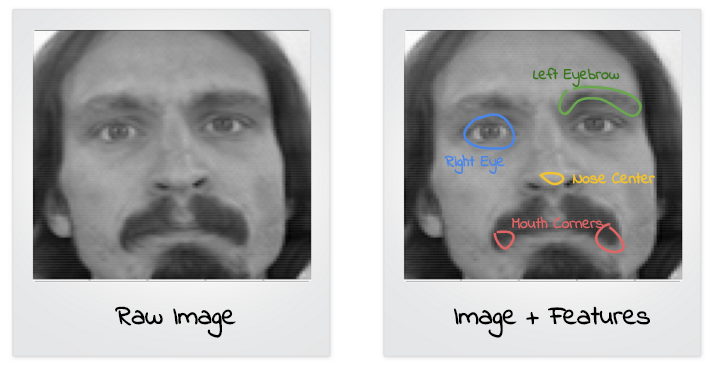 Left Eyebrow
Right Eye
Nose Center
Mouth Corners
Raw Image
Image + Features